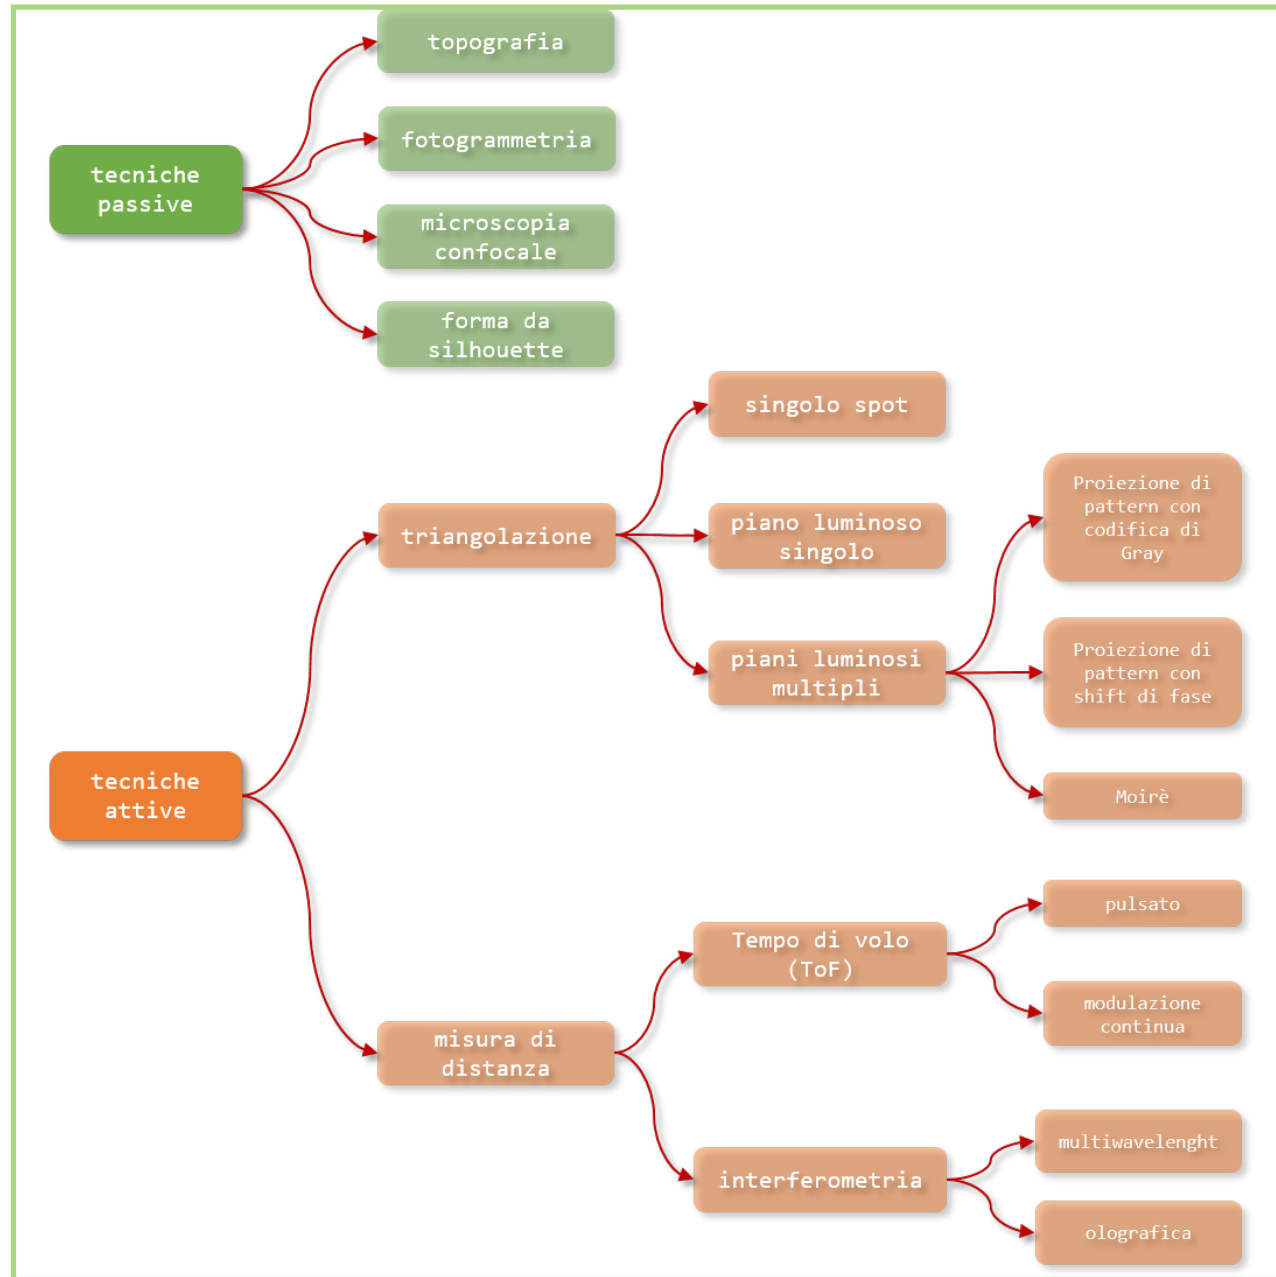 topografia
fotogrammetria
tecniche
passive
microscopia
confocale
forma da
silhouette
singolo spot
triangolazione
piano luminoso
singolo
piani luminosi
multipli
Proiezione di
pattern con
codifica di
Gray
Proiezione di
pattern con
shift di fase
Moirè
tecniche
attive
misura di
distanza
Tempo di volo
(ToF)
pulsato
modulazione
continua
interferometria
multiwavelenght
olografica